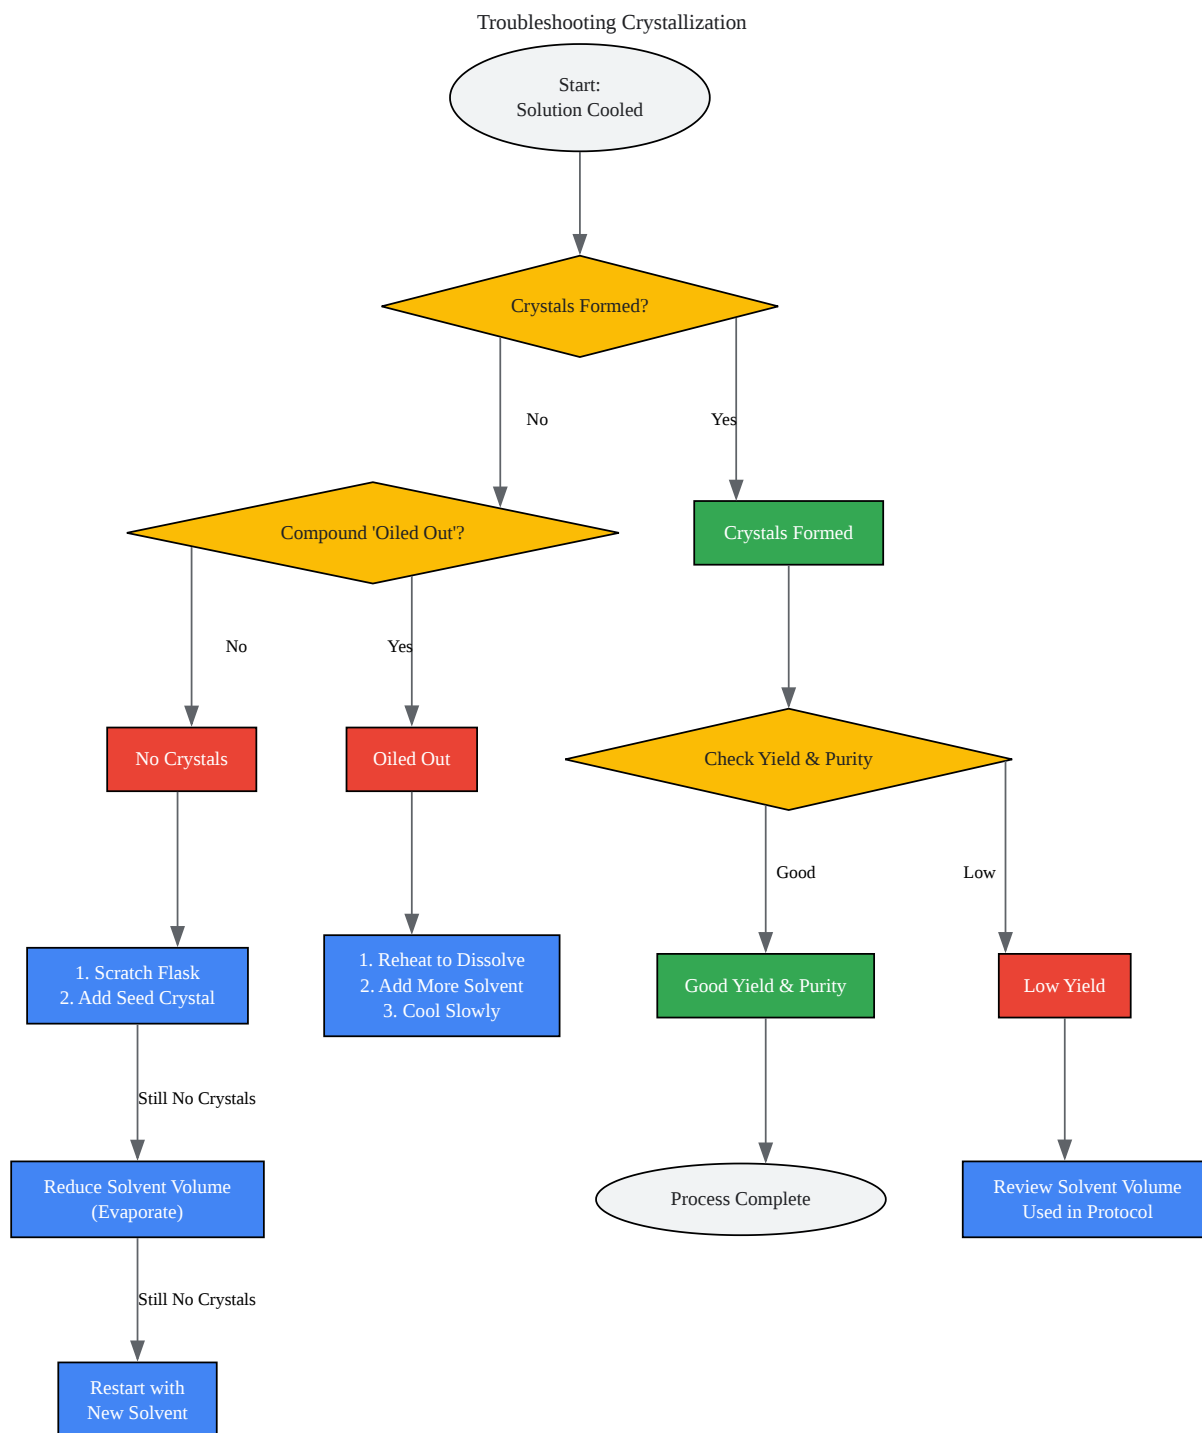 Troubleshooting Crystallization
Start:
Solution Cooled
Crystals Formed?
No
Yes
Compound 'Oiled Out'?
Crystals Formed
No
Yes
No Crystals
Oiled Out
Check Yield & Purity
Good
Low
1. Scratch Flask
2. Add Seed Crystal
1. Reheat to Dissolve
2. Add More Solvent
3. Cool Slowly
Good Yield & Purity
Low Yield
Still No Crystals
Reduce Solvent Volume
(Evaporate)
Process Complete
Review Solvent Volume
Used in Protocol
Still No Crystals
Restart with
New Solvent